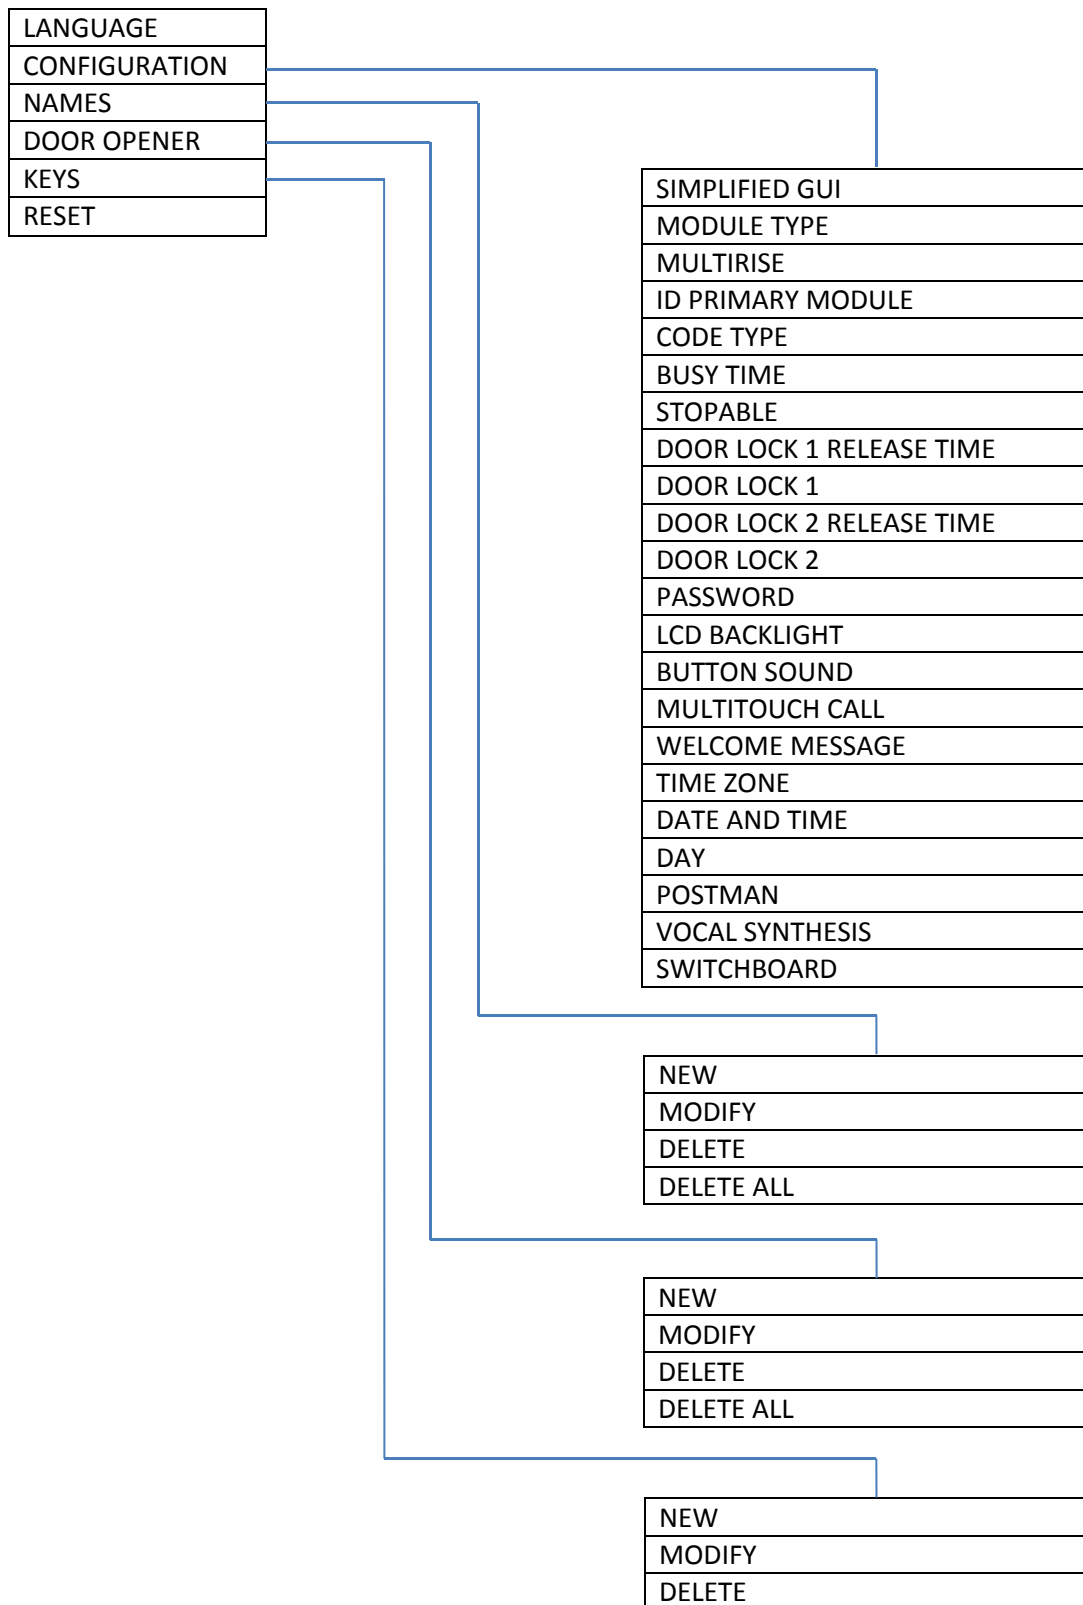 LANGUAGE
CONFIGURATION
NAMES
DOOR OPENER
KEYS
RESET
SIMPLIFIED GUI
MODULE TYPE
MULTIRISE
ID PRIMARY MODULE
CODE TYPE
BUSY TIME
STOPABLE
DOOR LOCK 1 RELEASE TIME
DOOR LOCK 1
DOOR LOCK 2 RELEASE TIME
DOOR LOCK 2
PASSWORD
LCD BACKLIGHT
BUTTON SOUND
MULTITOUCH CALL
WELCOME MESSAGE
TIME ZONE
DATE AND TIME
DAY
POSTMAN
VOCAL SYNTHESIS
SWITCHBOARD
NEW
MODIFY
DELETE
DELETE ALL
NEW
MODIFY
DELETE
DELETE ALL
NEW
MODIFY
DELETE